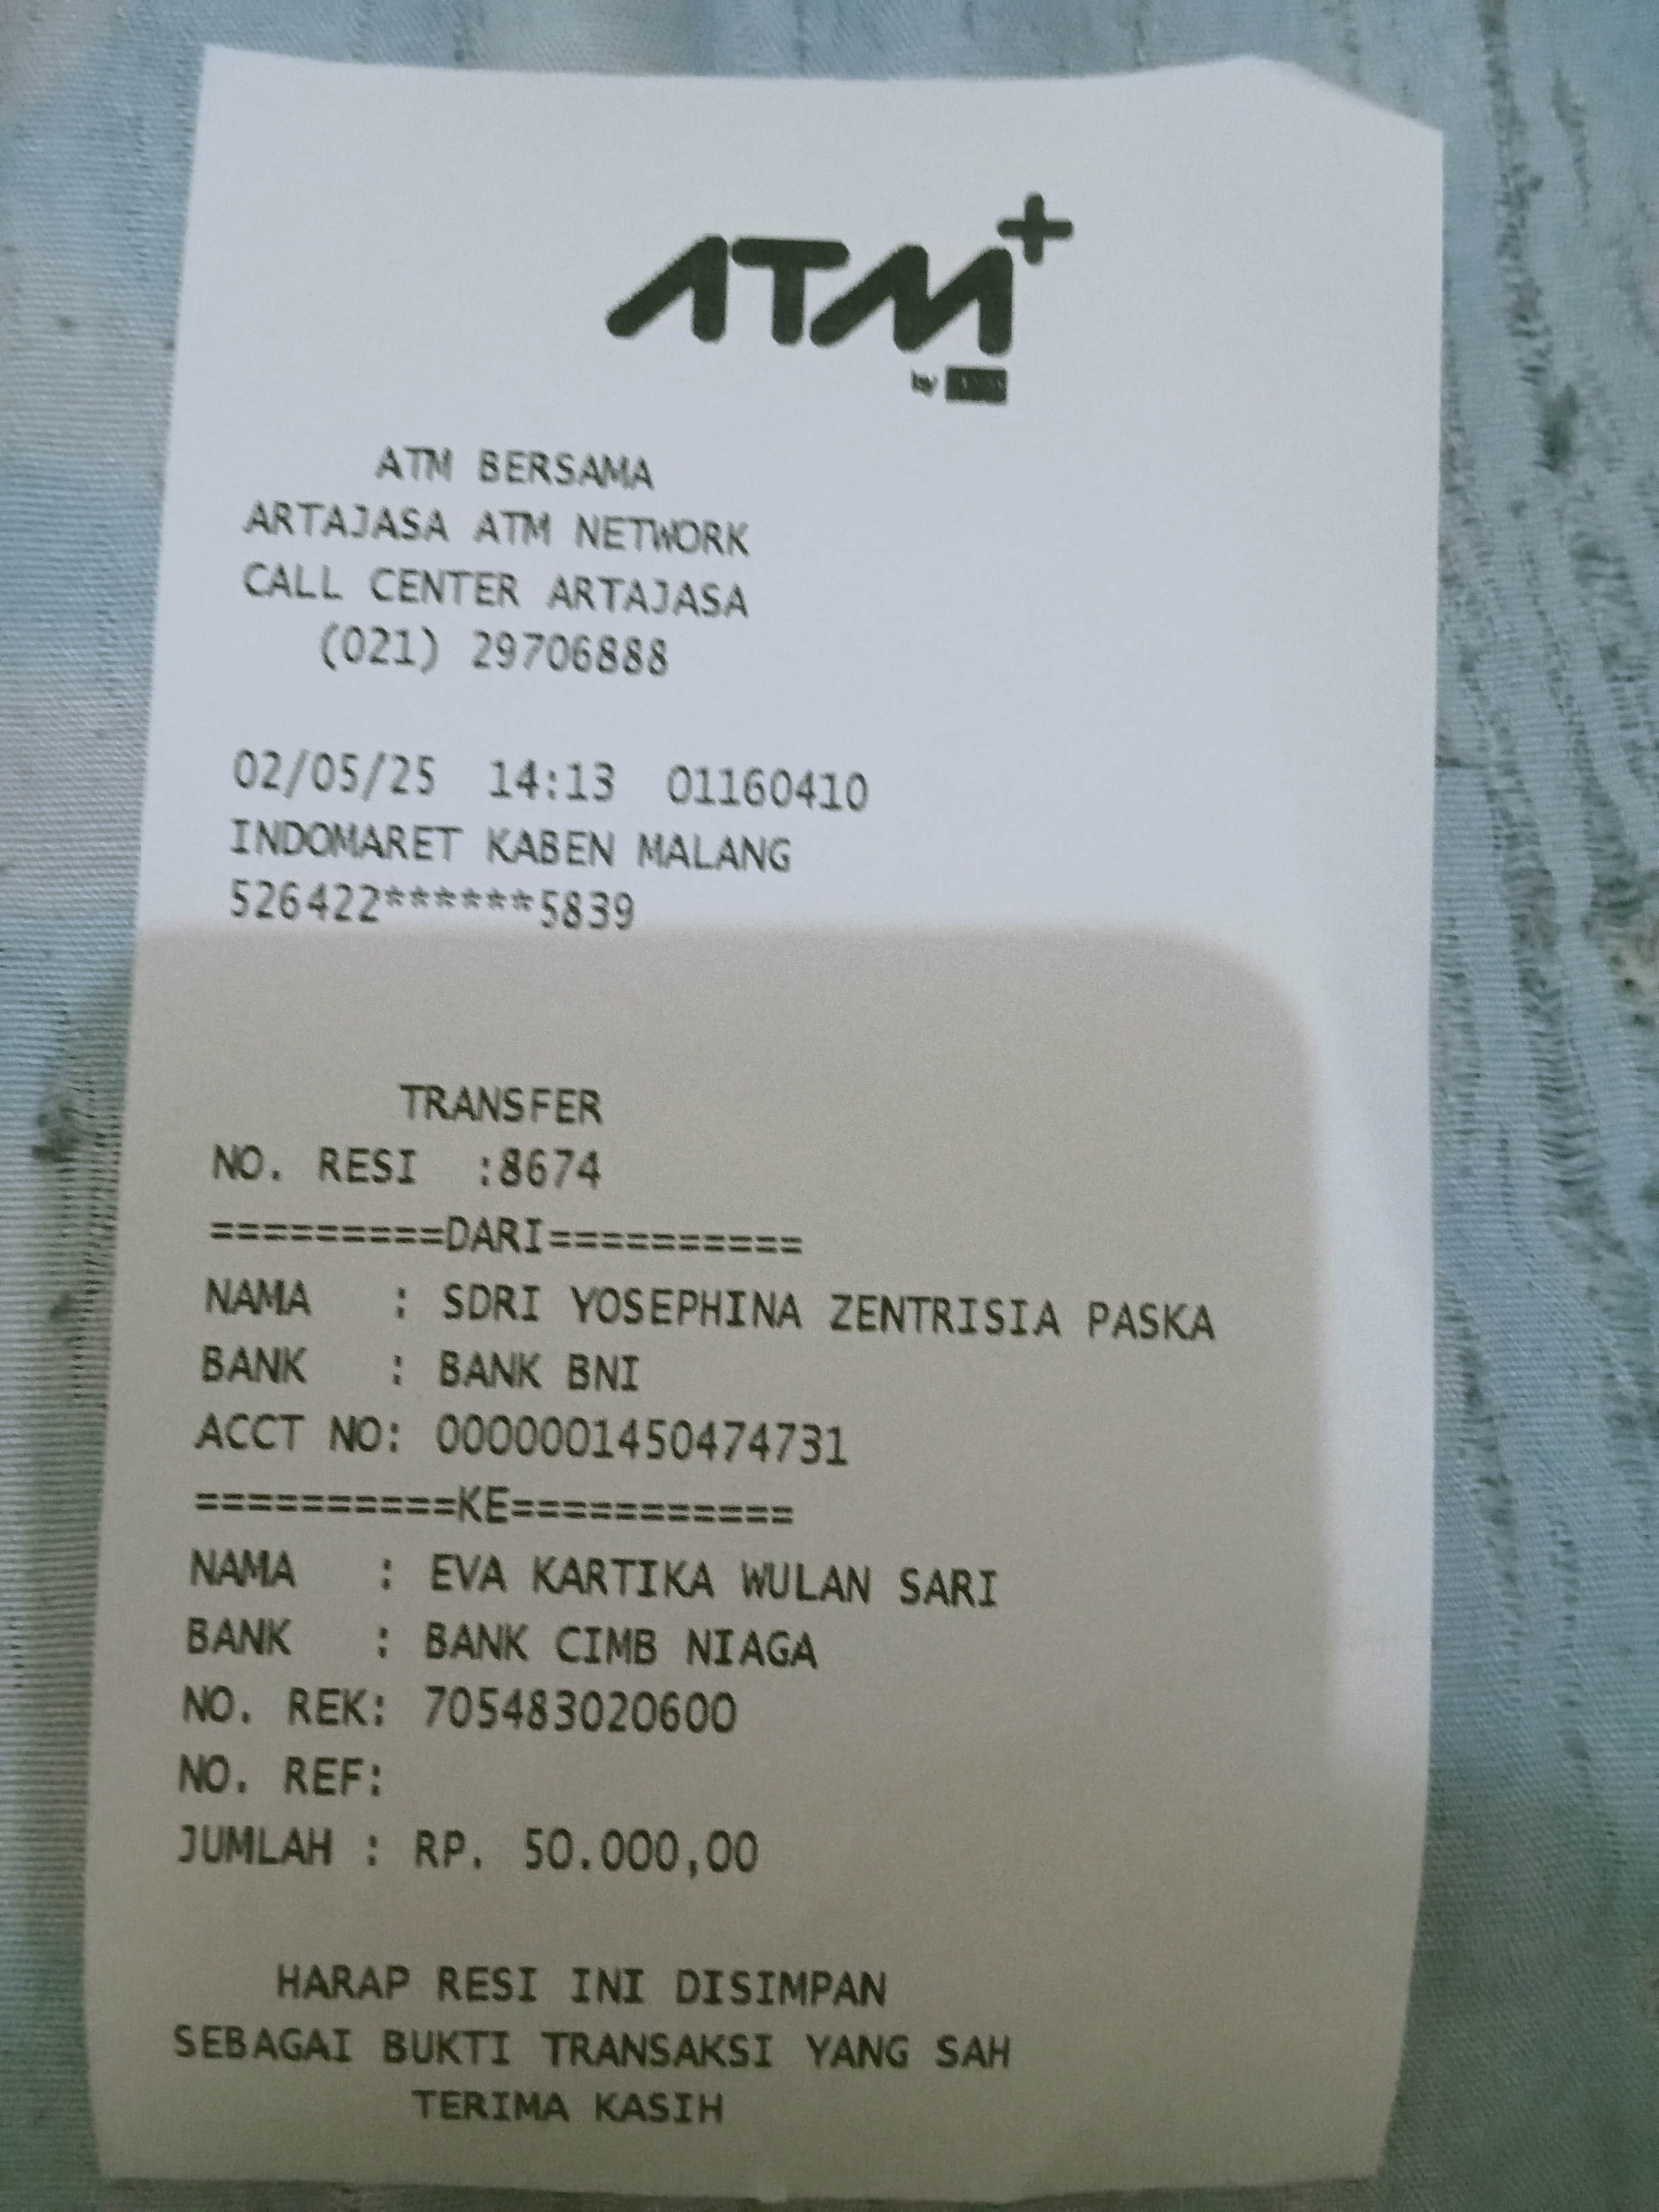 ATM+
by
ATM BERSAMA
ARTAJASA ATM NETWORK
CALL CENTER ARTAJASA
(021) 29706888
02/05/25 14:13 01160410
INDOMARET KABEN MALANG
526422******5839
TRANSFER
NO. RESI :8674
=========DARI==========
NAMA : SDRI YOSEPHINA ZENTRISIA PASKA
BANK : BANK BNI
ACCT NO: 0000001450474731
==========KE===========
NAMA : EVA KARTIKA WULAN SARI
BANK : BANK CIMB NIAGA
NO. REK: 705483020600
NO. REF:
JUMLAH : RP. 50.000,00
HARAP RESI INI DISIMPAN
SEBAGAI BUKTI TRANSAKSI YANG SAH
TERIMA KASIH